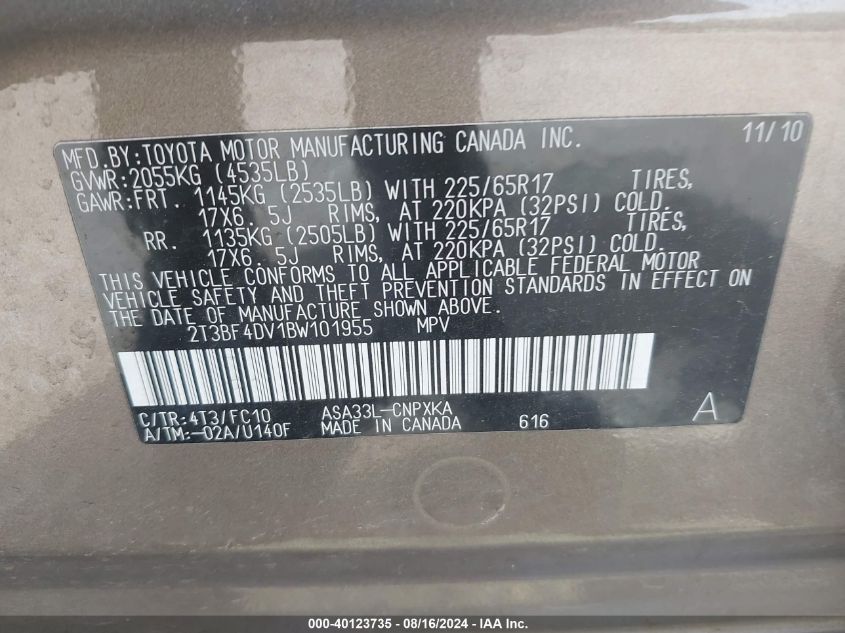 MFD.BY:TOYOTA MOTOR MANUFACTURING CANADA INC. 11/10
GVWR:2055KG (4535LB)
GAWR:FRT. 1145KG (2535LB) WITH 225/65R17 TIRES,
17X6. 5J RIMS, AT 220KPA (32PSI) COLD.
RR. 1135KG (2505LB) WITH 225/65R17 TIRES,
17X6. 5J RIMS, AT 220KPA (32PSI) COLD.
THIS VEHICLE CONFORMS TO ALL APPLICABLE FEDERAL MOTOR
VEHICLE SAFETY AND THEFT PREVENTION STANDARDS IN EFFECT ON
THE DATE OF MANUFACTURE SHOWN ABOVE.
2T3BF4DV1BW101955 MPV
C/TR:4T3/FC10 ASA33L-CNPXKA
A/TM:-02A/U140F MADE IN CANADA 616 A
000-40123735 - 08/16/2024 - IAA Inc.